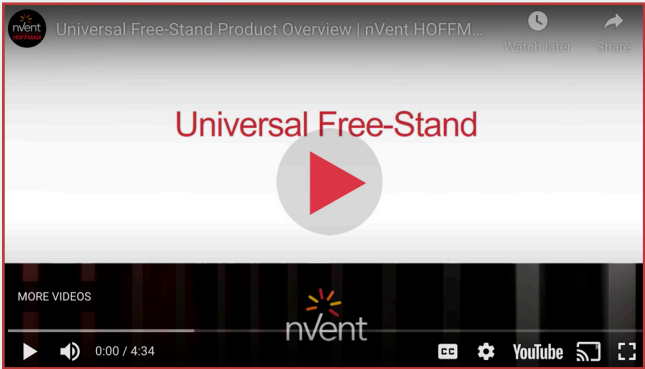 nVent
HOFFMAN
Universal Free-Stand Product Overview | nVent HOFFM...
Watch later
Share
Universal Free-Stand
MORE VIDEOS
nVent
0:00 / 4:34
CC
YouTube